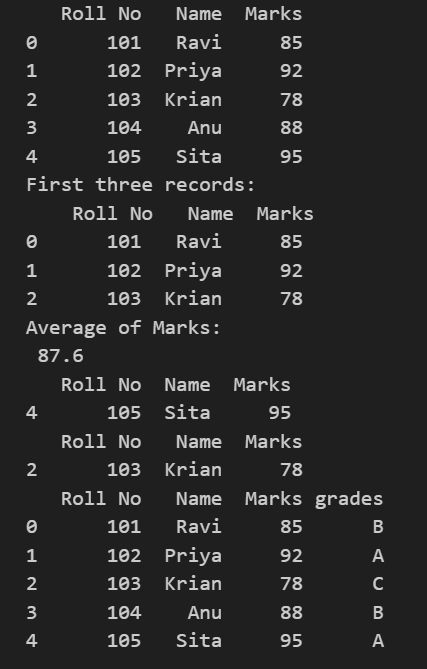 Roll No   Name  Marks
0      101   Ravi     85
1      102  Priya     92
2      103  Krian     78
3      104    Anu     88
4      105   Sita     95
First three records:
    Roll No   Name  Marks
0      101   Ravi     85
1      102  Priya     92
2      103  Krian     78
Average of Marks:
 87.6
   Roll No  Name  Marks
4      105  Sita     95
   Roll No   Name  Marks
2      103  Krian     78
   Roll No   Name  Marks grades
0      101   Ravi     85      B
1      102  Priya     92      A
2      103  Krian     78      C
3      104    Anu     88      B
4      105   Sita     95      A